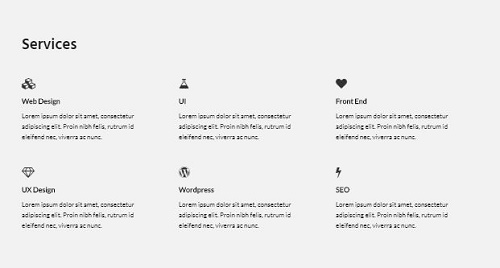 Services
Web Design
Lorem ipsum dolor sit amet, consectetur
adipiscing elit. Proin nibh felis, rutrum id
eleifend nec, viverra ac nunc.
UI
Lorem ipsum dolor sit amet, consectetur
adipiscing elit. Proin nibh felis, rutrum id
eleifend nec, viverra ac nunc.
Front End
Lorem ipsum dolor sit amet, consectetur
adipiscing elit. Proin nibh felis, rutrum id
eleifend nec, viverra ac nunc.
UX Design
Lorem ipsum dolor sit amet, consectetur
adipiscing elit. Proin nibh felis, rutrum id
eleifend nec, viverra ac nunc.
Wordpress
Lorem ipsum dolor sit amet, consectetur
adipiscing elit. Proin nibh felis, rutrum id
eleifend nec, viverra ac nunc.
SEO
Lorem ipsum dolor sit amet, consectetur
adipiscing elit. Proin nibh felis, rutrum id
eleifend nec, viverra ac nunc.